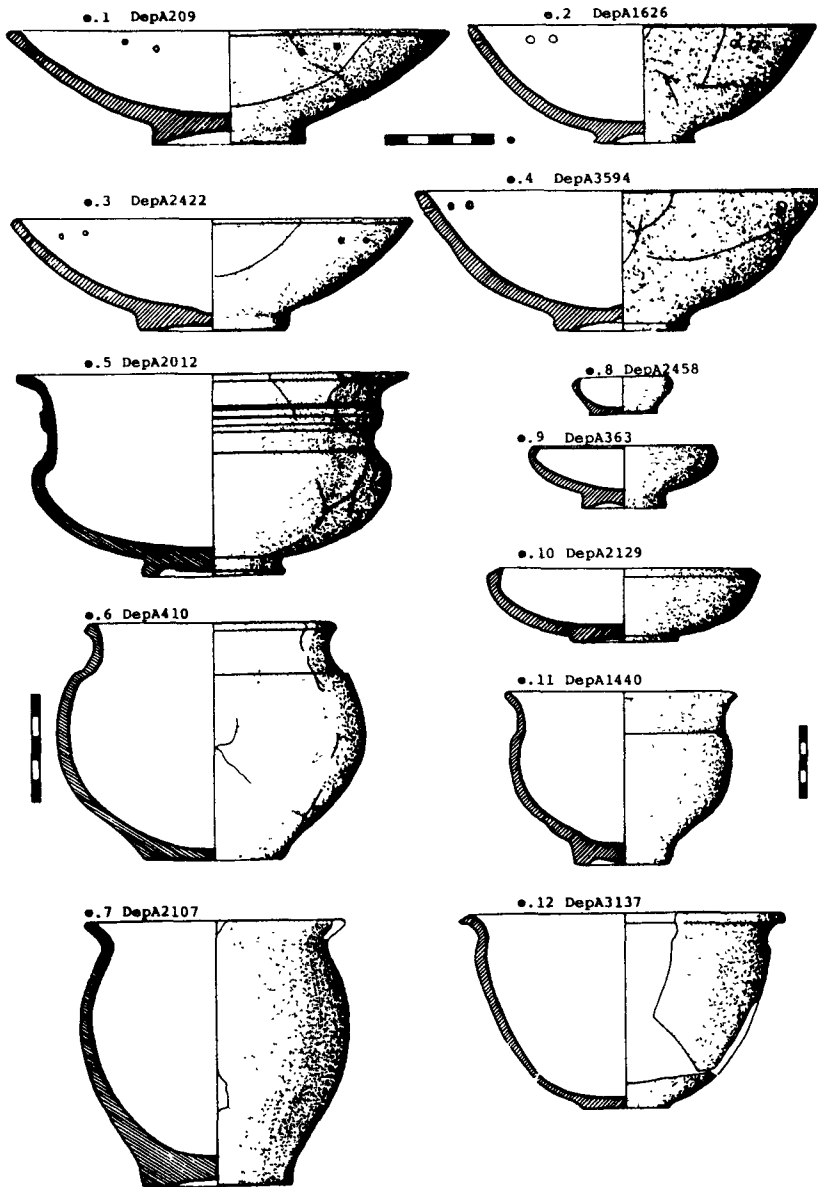 ●.1 DepA209
●.2 DepA1626
●.3 DepA2422
●.4 DepA3594
●.5 DepA2012
●.8 DepA2458
●.9 DepA363
●.10 DepA2129
●.6 DepA410
●.11 DepA1440
●.7 DepA2107
●.12 DepA3137